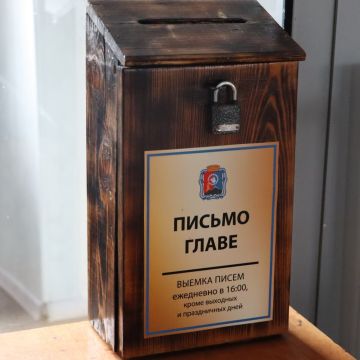 ПИСЬМО
ГЛАВЕ
ВЫЕМКА ПИСЕМ
ежедневно в 16:00,
кроме выходных
и праздничных дней